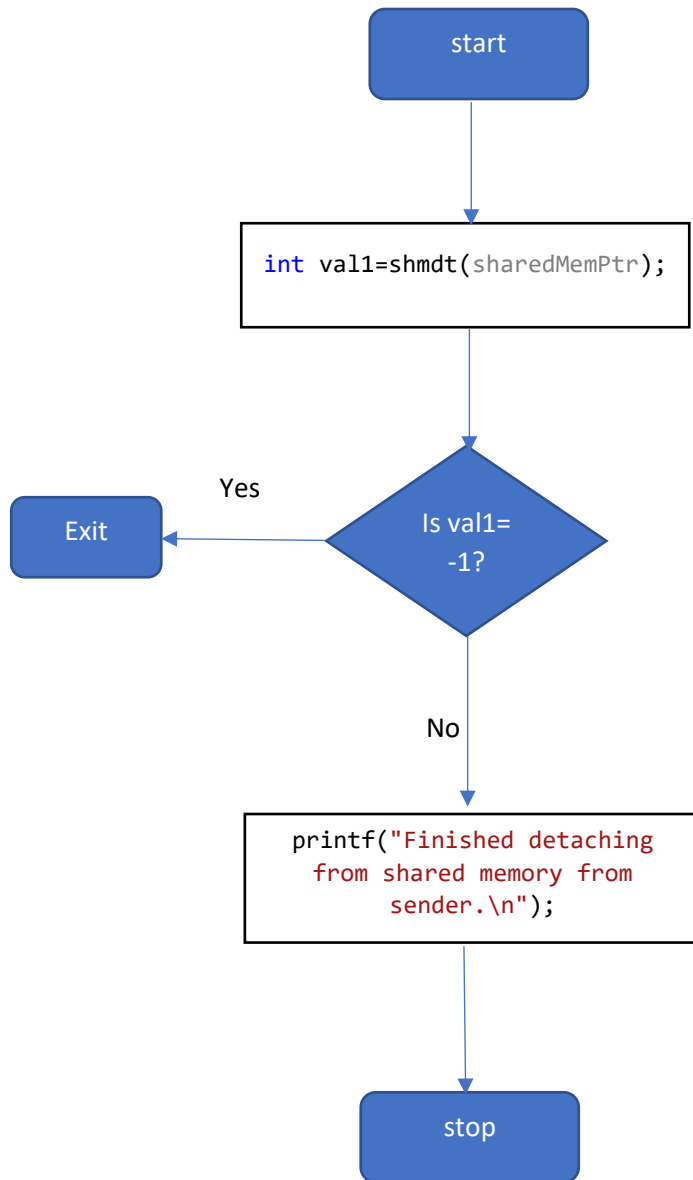 start
int val1=shmdt(sharedMemPtr);
Yes
Exit
Is val1=
-1?
No
printf("Finished detaching
from shared memory from
sender.\n");
stop